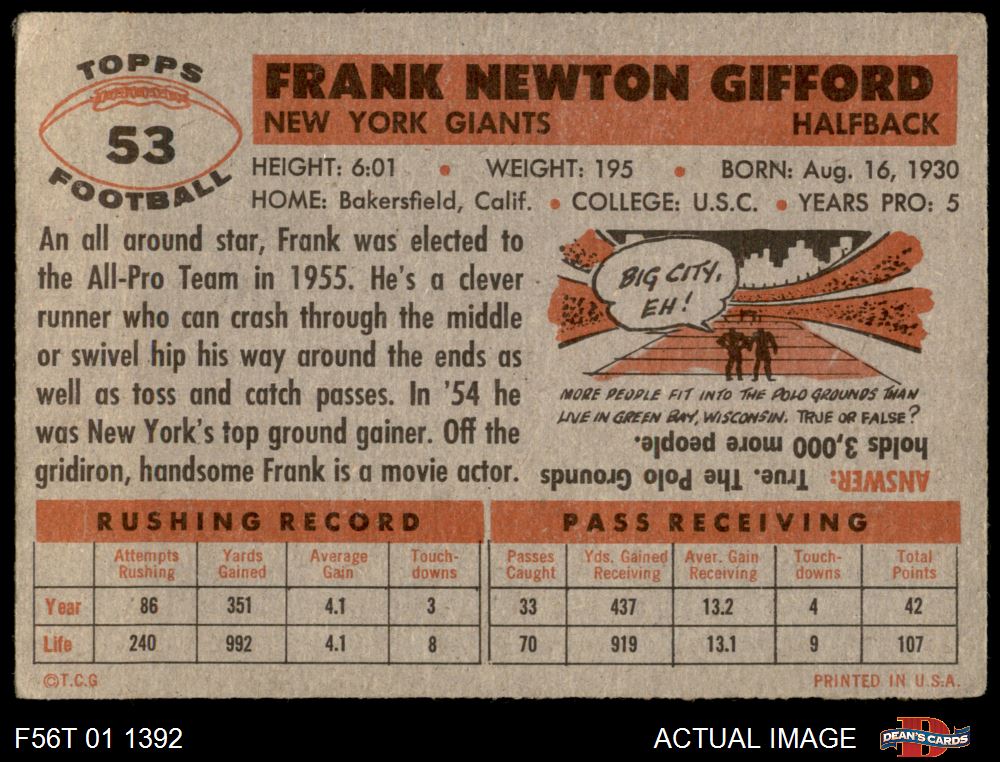 TOPPS
53
FOOTBALL
FRANK NEWTON GIFFORD
NEW YORK GIANTS HALFBACK
HEIGHT: 6:01 • WEIGHT: 195 • BORN: Aug. 16, 1930
HOME: Bakersfield, Calif. • COLLEGE: U.S.C. • YEARS PRO: 5
An all around star, Frank was elected to
the All-Pro Team in 1955. He's a clever
runner who can crash through the middle
or swivel hip his way around the ends as
well as toss and catch passes. In '54 he
was New York's top ground gainer. Off the
gridiron, handsome Frank is a movie actor.
BIG CITY,
EH!
MORE PEOPLE FIT INTO THE POLO GROUNDS THAN
LIVE IN GREEN BAY, WISCONSIN. TRUE OR FALSE?
ANSWER: True. The Polo Grounds
holds 3,000 more people.
RUSHING RECORD PASS RECEIVING
Attempts Rushing Yards Gained Average Gain Touch-downs Passes Caught Yds. Gained Receiving Aver. Gain Receiving Touch-downs Total Points
Year 86 351 4.1 3 33 437 13.2 4 42
Life 240 992 4.1 8 70 919 13.1 9 107
©T.C.G PRINTED IN U.S.A.
F56T 01 1392 ACTUAL IMAGE D DEAN'S CARDS